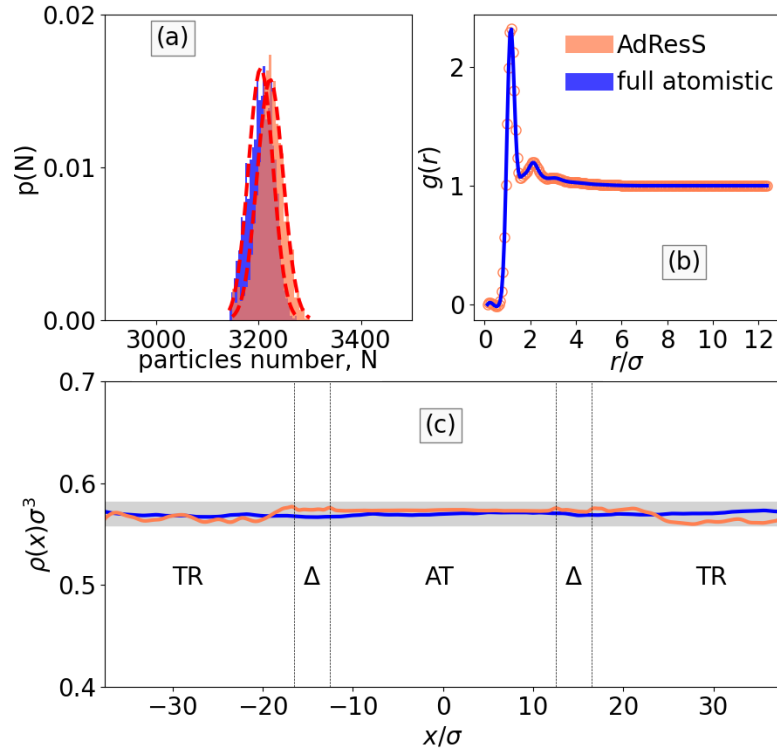 (a)
0.02
0.01
0.00
p(N)
3000 3200 3400
particles number, N
AdResS
full atomistic
2
1
0
g(r)
(b)
0 2 4 6 8 10 12
r/σ
(c)
0.7
0.6
0.5
0.4
ρ(x)σ³
TR Δ AT Δ TR
−30 −20 −10 0 10 20 30
x/σ